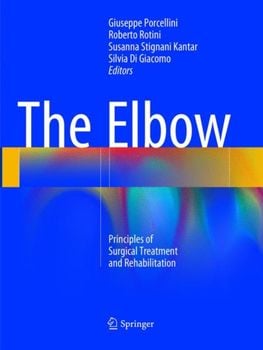 Giuseppe Porcellini
Roberto Rotini
Susanna Stignani Kantar
Silvia Di Giacomo
Editors
The Elbow
Principles of
Surgical Treatment
and Rehabilitation
Springer